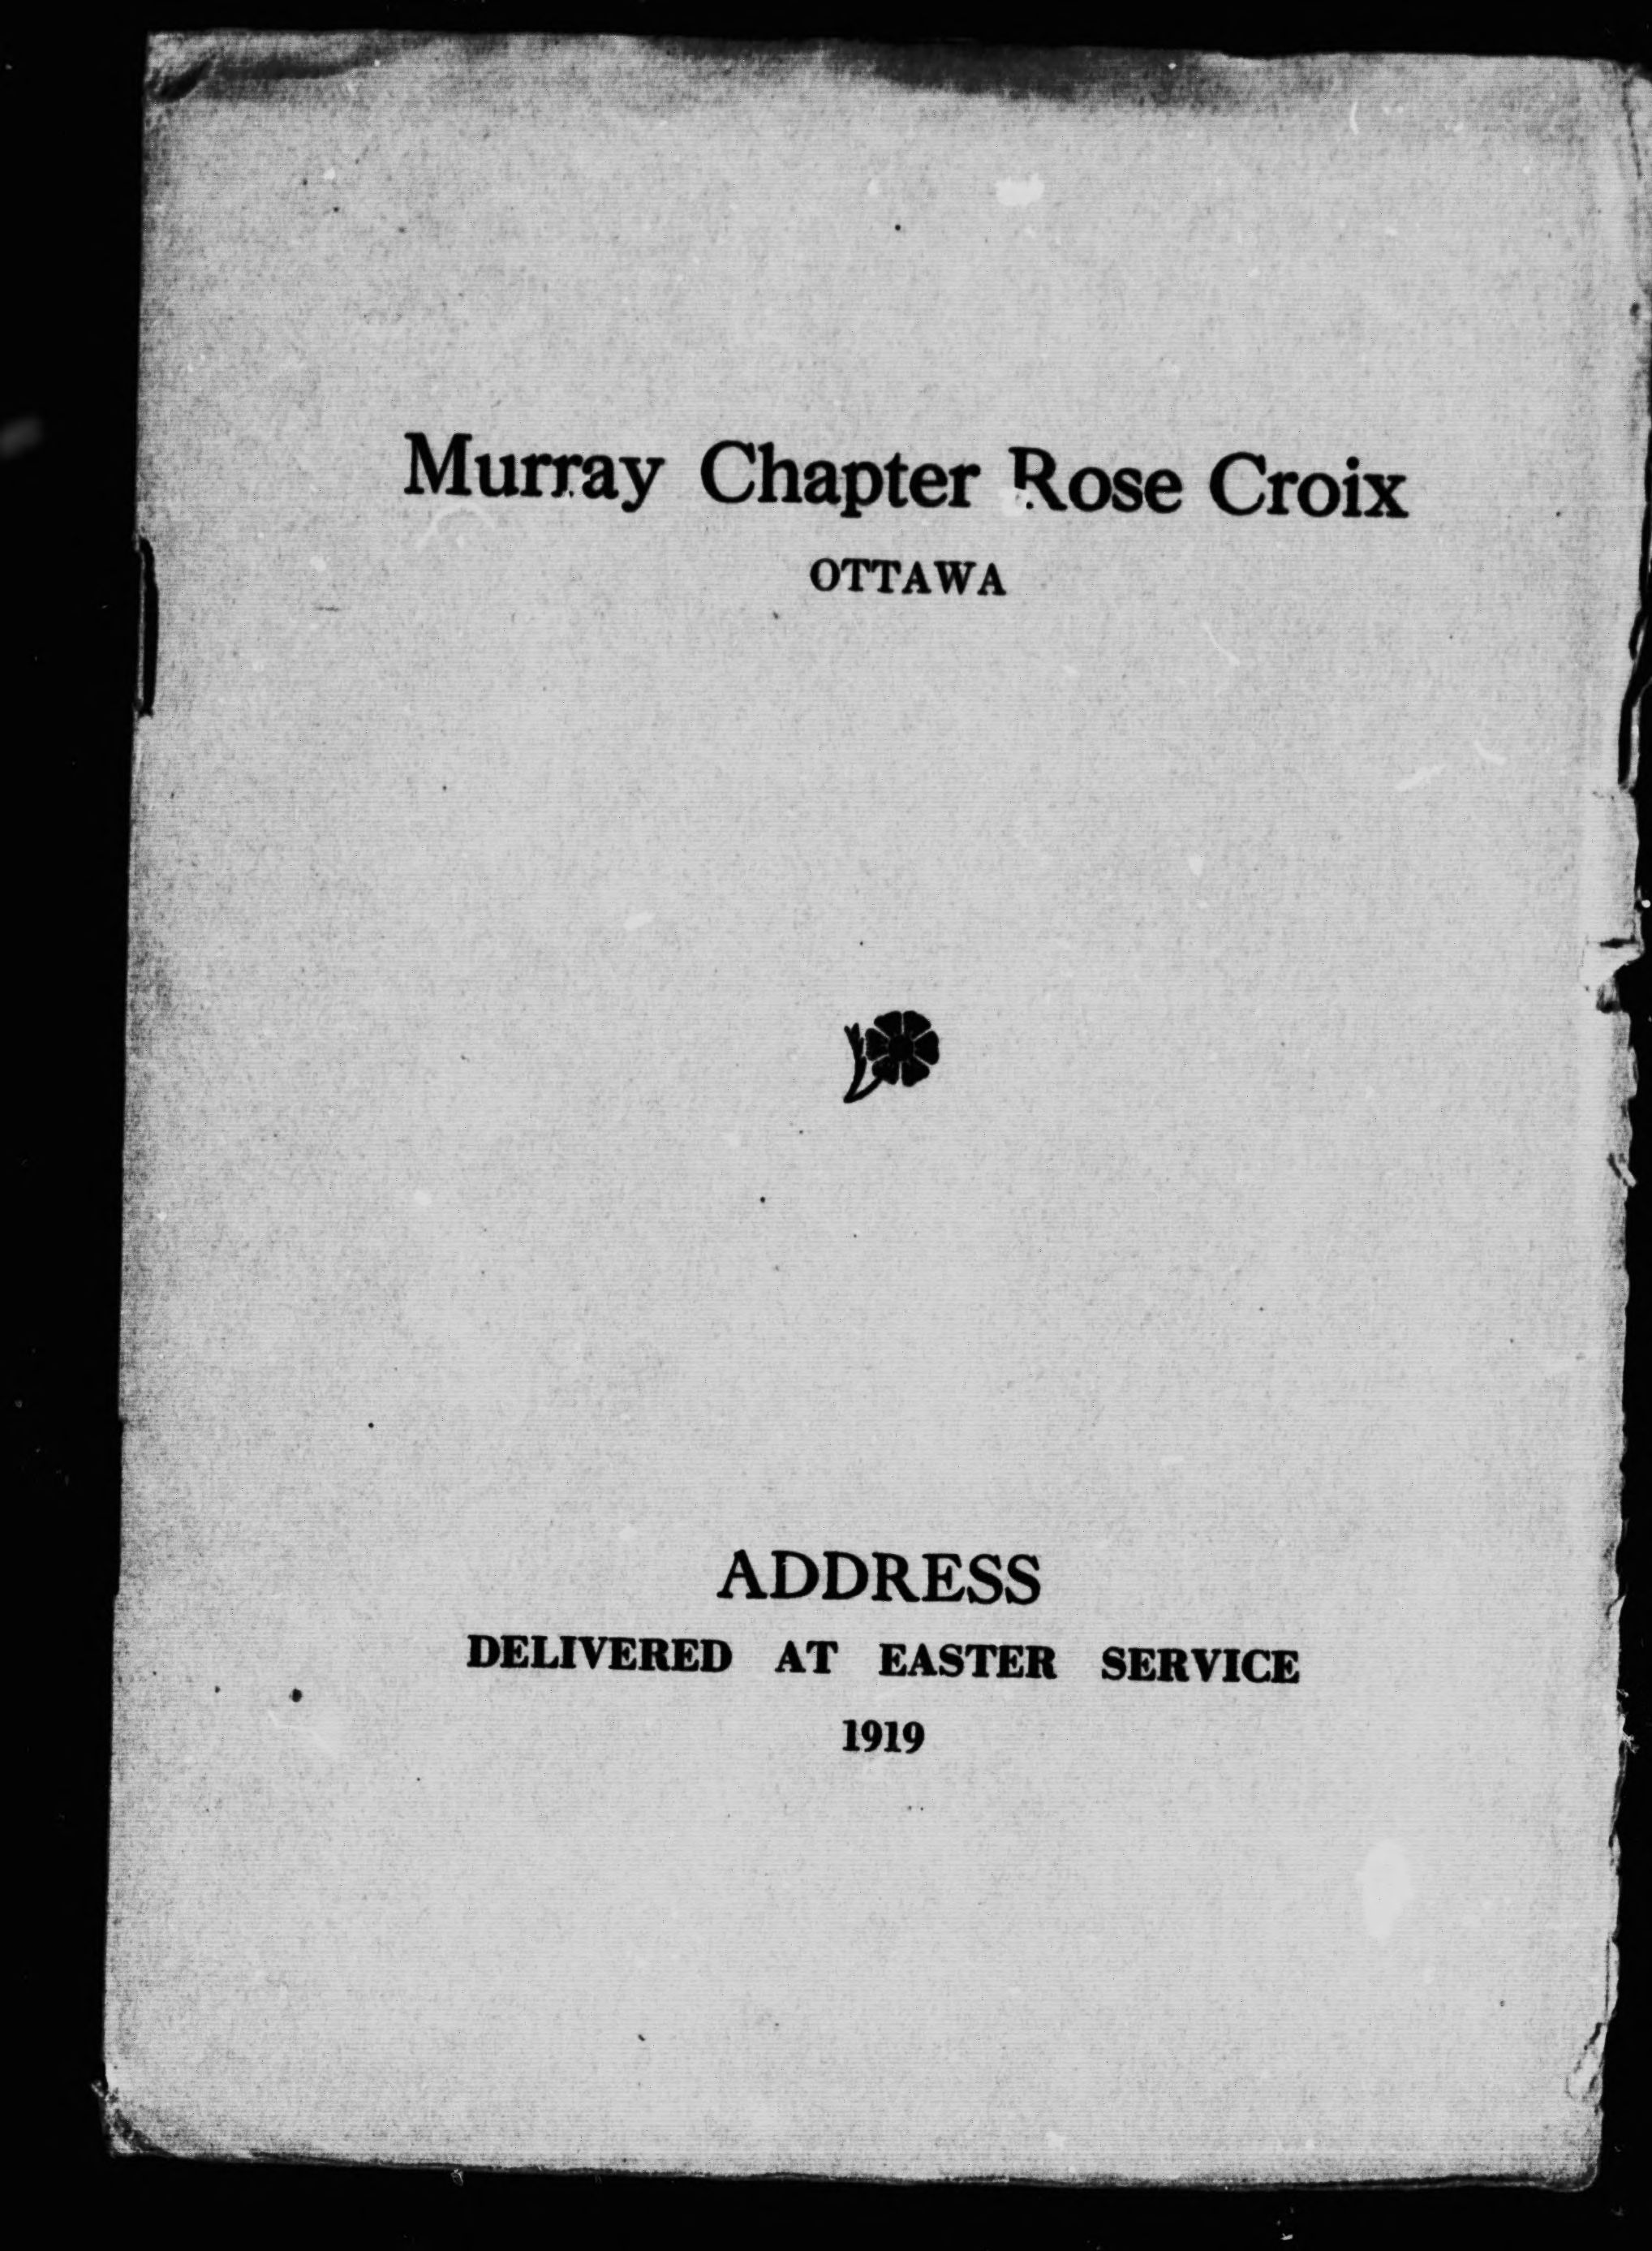 Murray Chapter Rose Croix
OTTAWA
ADDRESS
DELIVERED AT EASTER SERVICE
1919